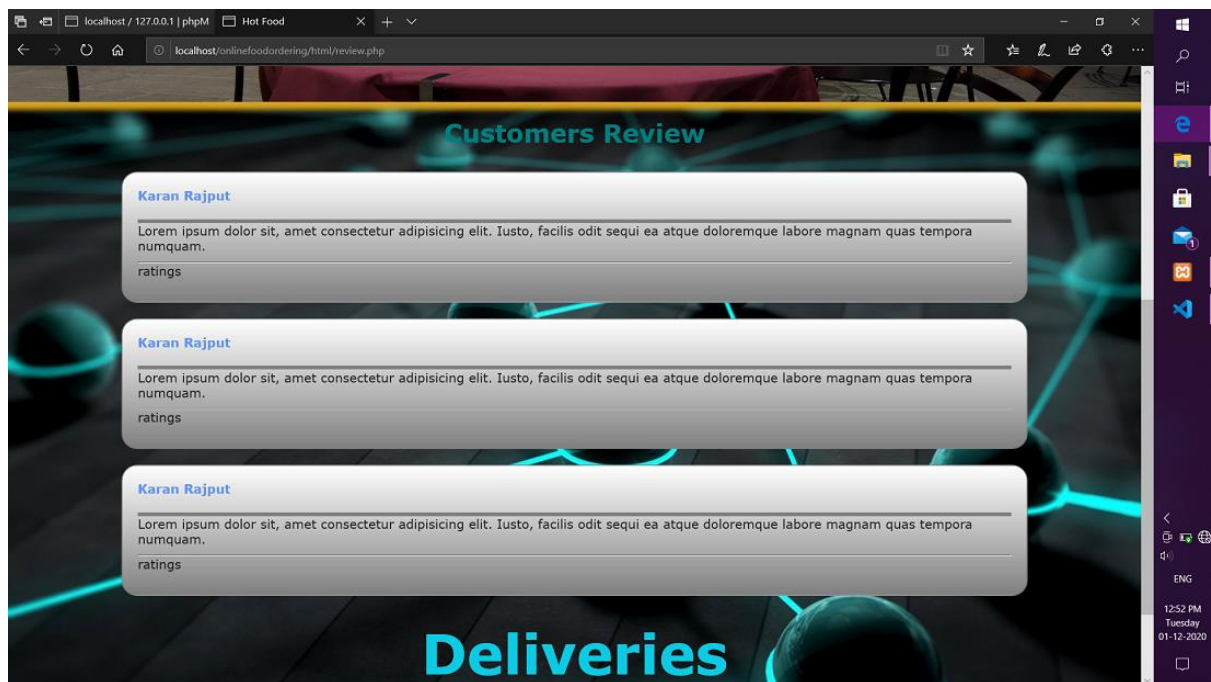 localhost / 127.0.0.1 | phpM
Hot Food
localhost/onlinefoodordering/html/review.php
Customers Review
Karan Rajput
Lorem ipsum dolor sit, amet consectetur adipisicing elit. Iusto, facilis odit sequi ea atque doloremque labore magnam quas tempora
numquam.
ratings
Karan Rajput
Lorem ipsum dolor sit, amet consectetur adipisicing elit. Iusto, facilis odit sequi ea atque doloremque labore magnam quas tempora
numquam.
ratings
Karan Rajput
Lorem ipsum dolor sit, amet consectetur adipisicing elit. Iusto, facilis odit sequi ea atque doloremque labore magnam quas tempora
numquam.
ratings
Deliveries
1
ENG
12:52 PM
Tuesday
01-12-2020